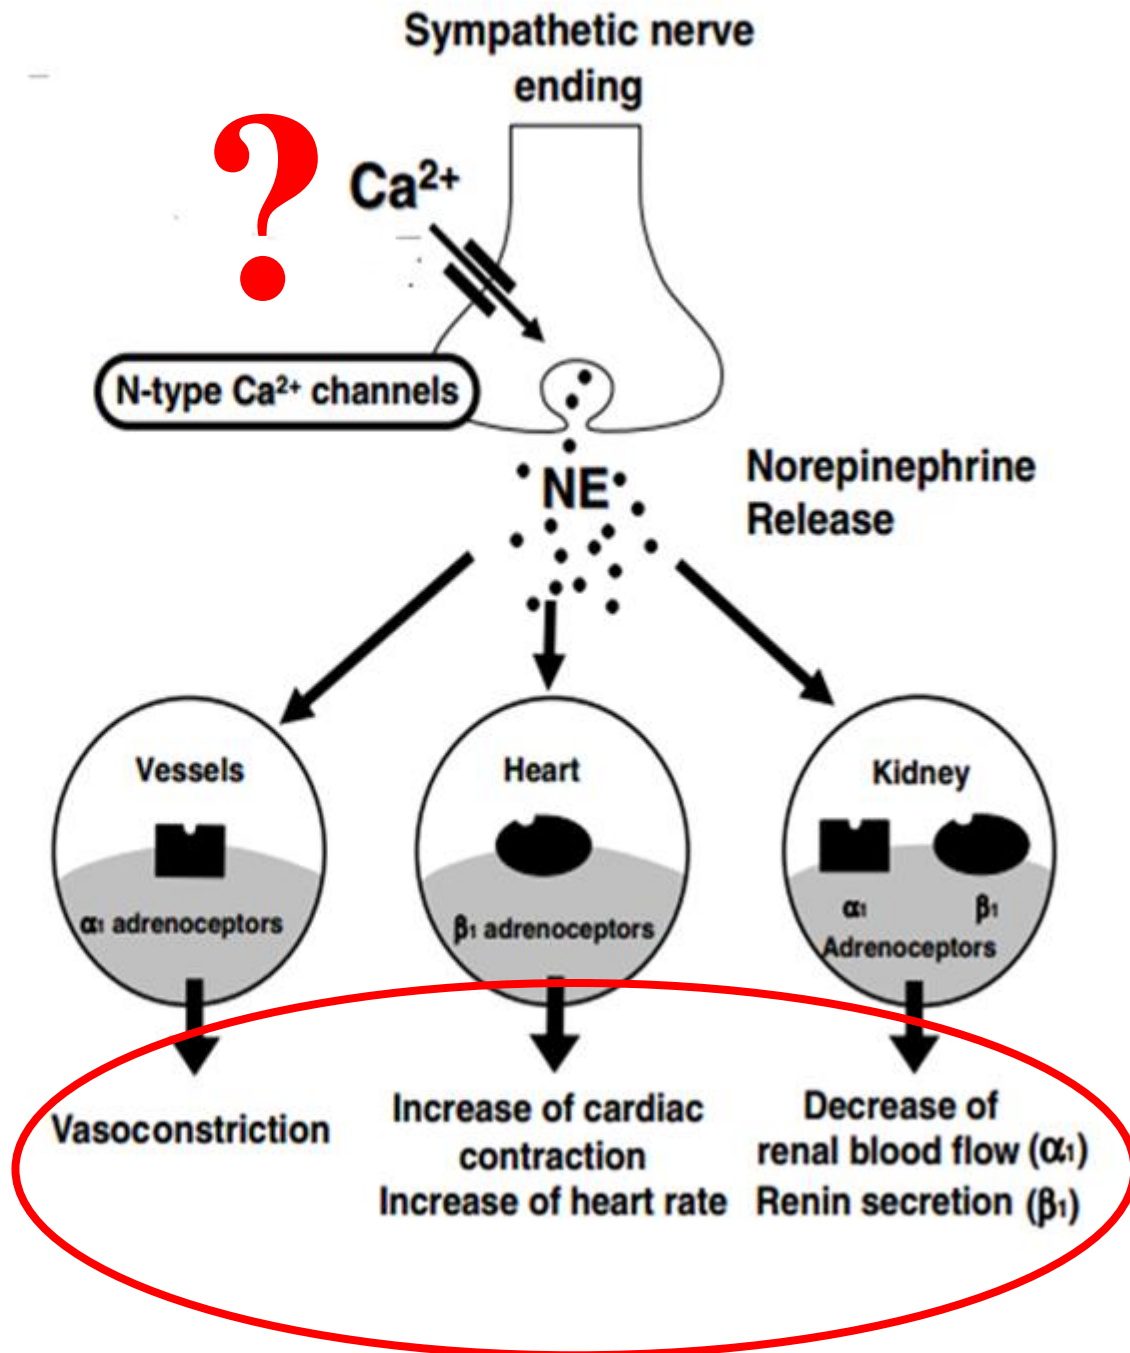 Sympathetic nerve
ending
?
Ca²⁺
N-type Ca²⁺ channels
NE
Norepinephrine
Release
Vessels
α₁ adrenoceptors
Heart
β₁ adrenoceptors
Kidney
α₁ β₁
Adrenoceptors
Vasoconstriction
Increase of cardiac
contraction
Increase of heart rate
Decrease of
renal blood flow (α₁)
Renin secretion (β₁)